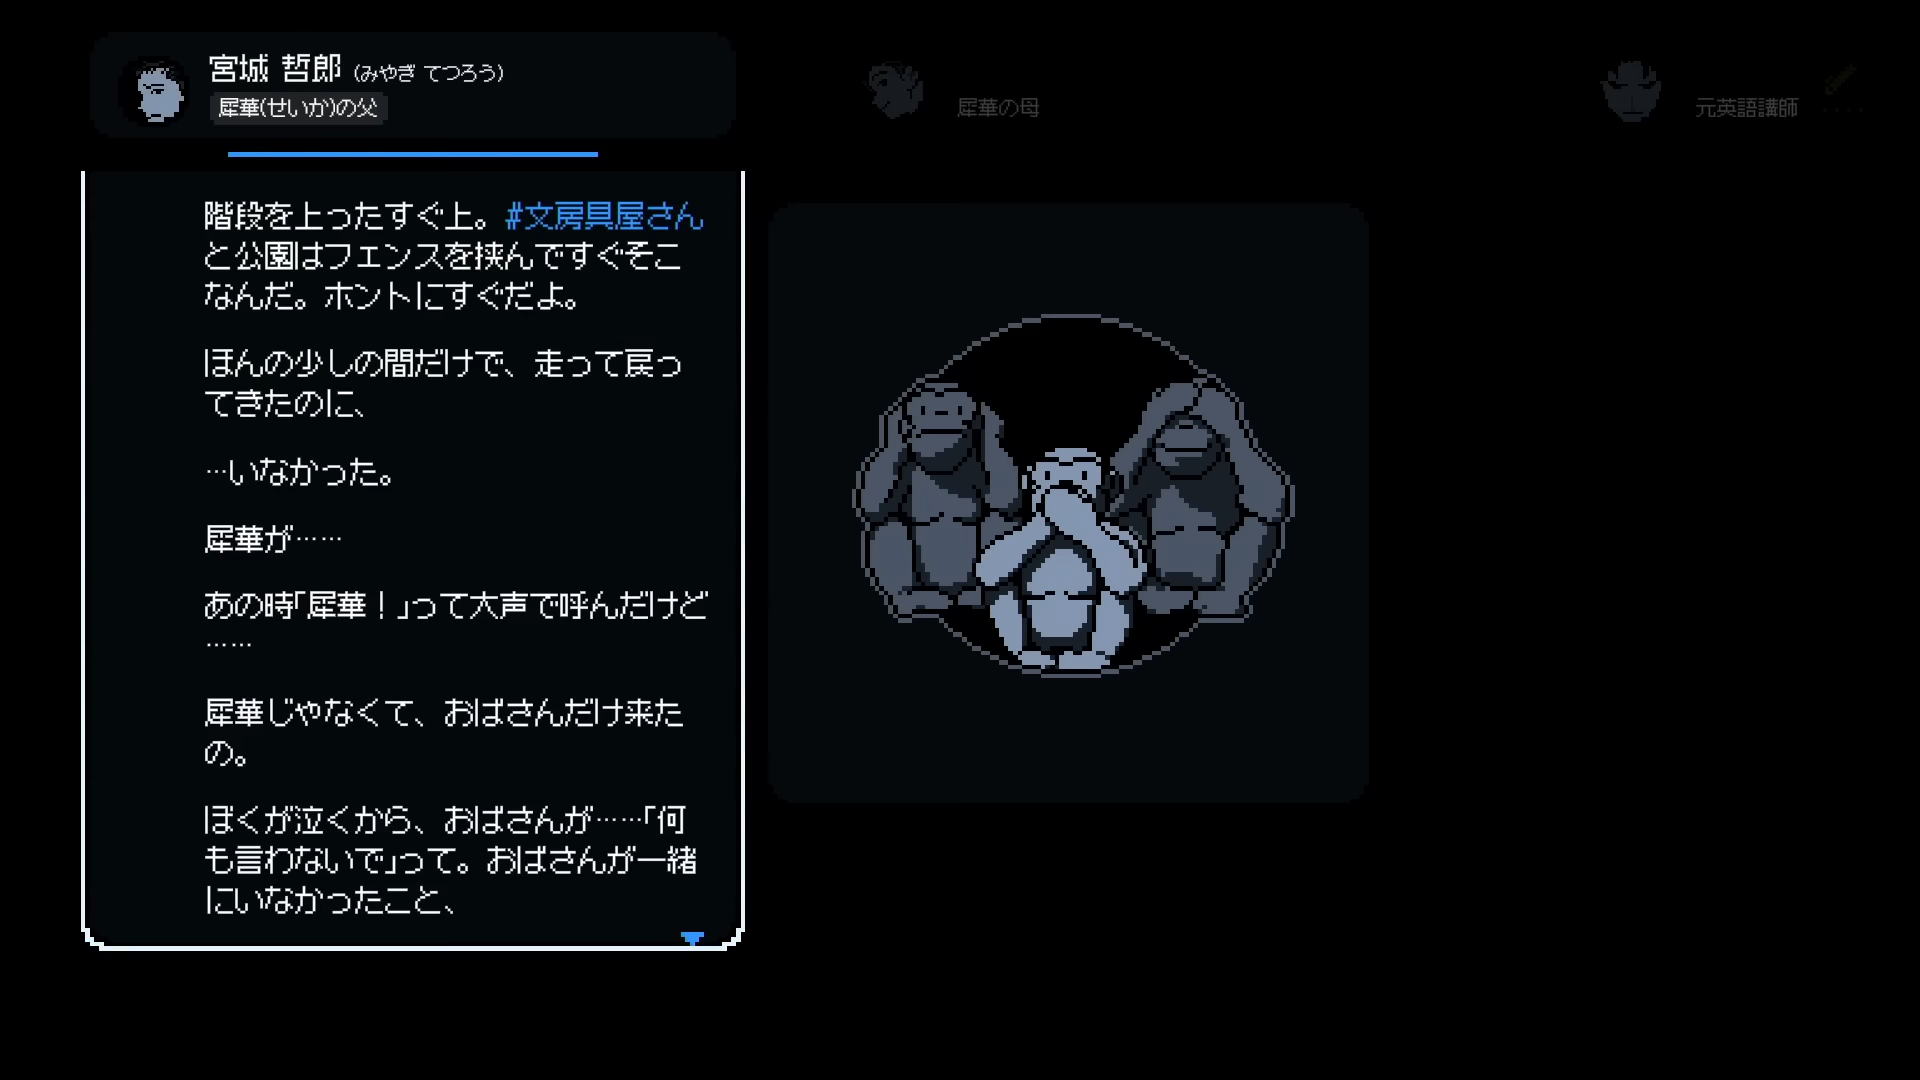 宮城 哲郎 (みやぎ てつろう)
犀華(せいか)の父
犀華の母
元英語講師
階段を上ったすぐ上。#文房具屋さん
と公園はフェンスを挟んですぐそこ
なんだ。ホントにすぐだよ。
ほんの少しの間だけで、走って戻っ
てきたのに、
…いなかった。
犀華が……
あの時「犀華！」って大声で呼んだけど
……
犀華じゃなくて、おばさんだけ来た
の。
ぼくが泣くから、おばさんが……「何
も言わないで」って。おばさんが一緒
にいなかったこと、